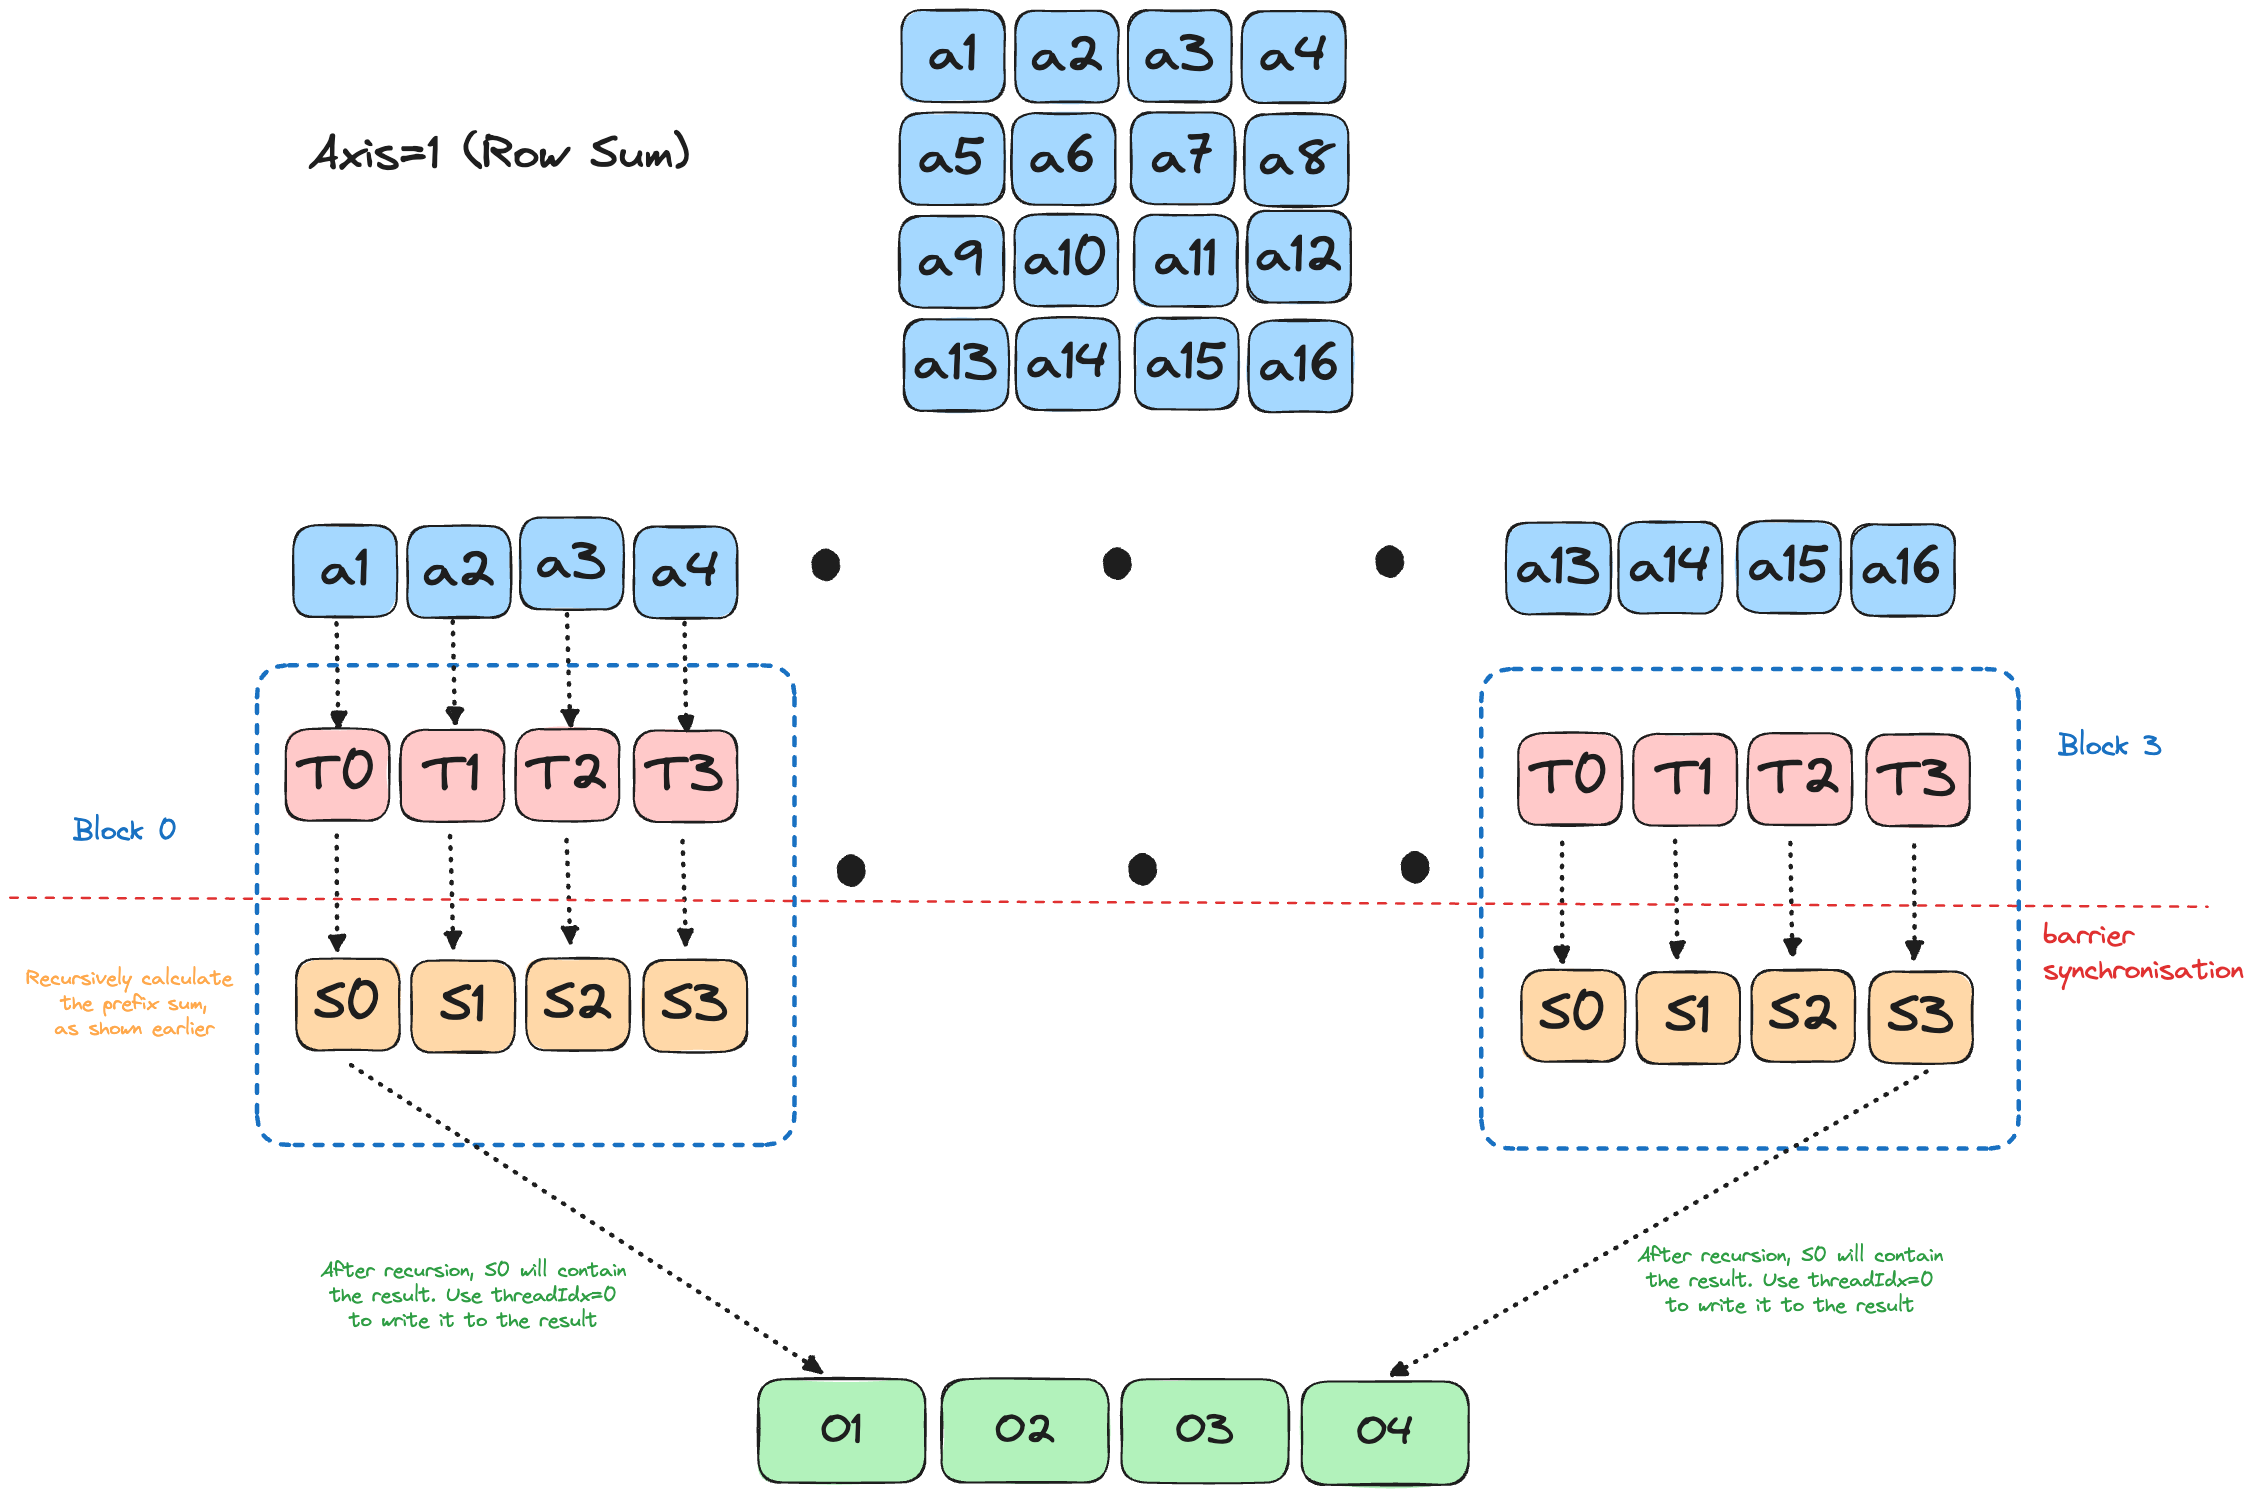 a1 a2 a3 a4
Axis=1 (Row Sum)
a5 a6 a7 a8
a9 a10 a11 a12
a13 a14 a15 a16
a1 a2 a3 a4
a13 a14 a15 a16
Block 0
T0 T1 T2 T3
T0 T1 T2 T3
Block 3
barrier
synchronisation
Recursively calculate
the prefix sum,
as shown earlier
S0 S1 S2 S3
S0 S1 S2 S3
After recursion, S0 will contain
the result. Use threadIdx=0
to write it to the result
After recursion, S0 will contain
the result. Use threadIdx=0
to write it to the result
O1 O2 O3 O4